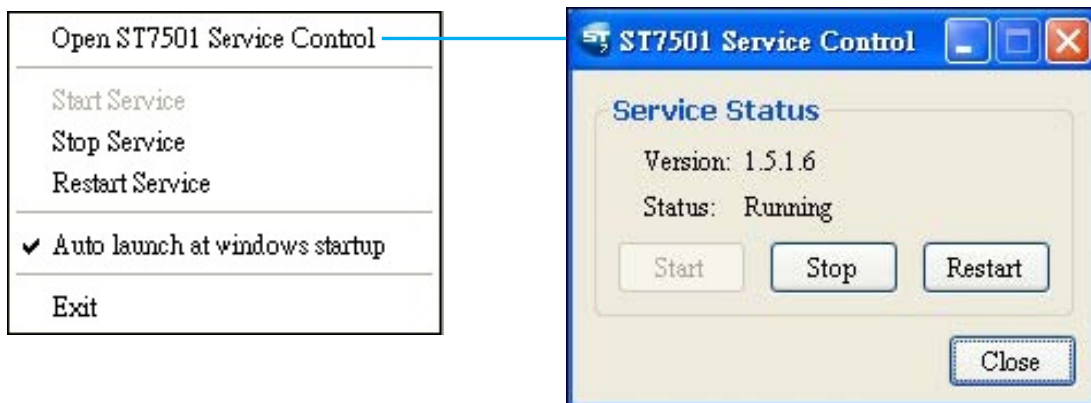 Open ST7501 Service Control
Start Service
Stop Service
Restart Service
Auto launch at windows startup
Exit
ST7501 Service Control
Service Status
Version: 1.5.1.6
Status: Running
Start Stop Restart
Close